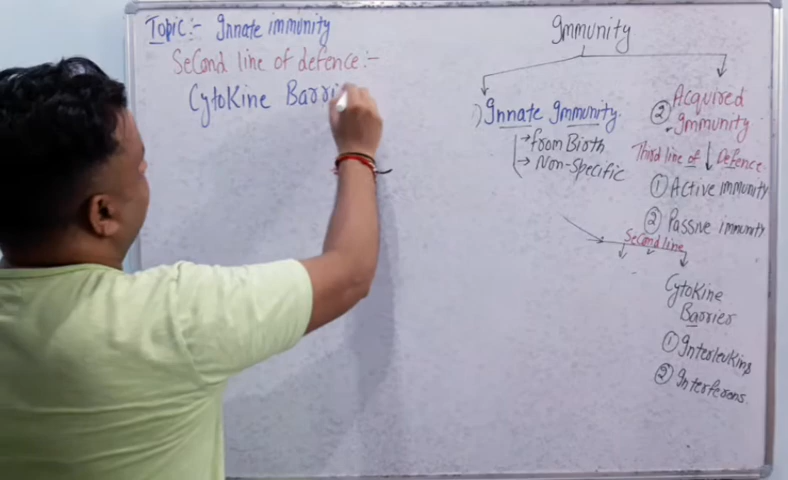 Topic:- Innate immunity
Second line of defence:-
Cytokine Barri
Immunity
1) Innate Immunity
→ from Birth
→ Non-Specific
② Acquired
Immunity
Third line of Defence
① Active immunity
② Passive immunity
Second line
Cytokine
Barrier
① Interleukins
② Interferons